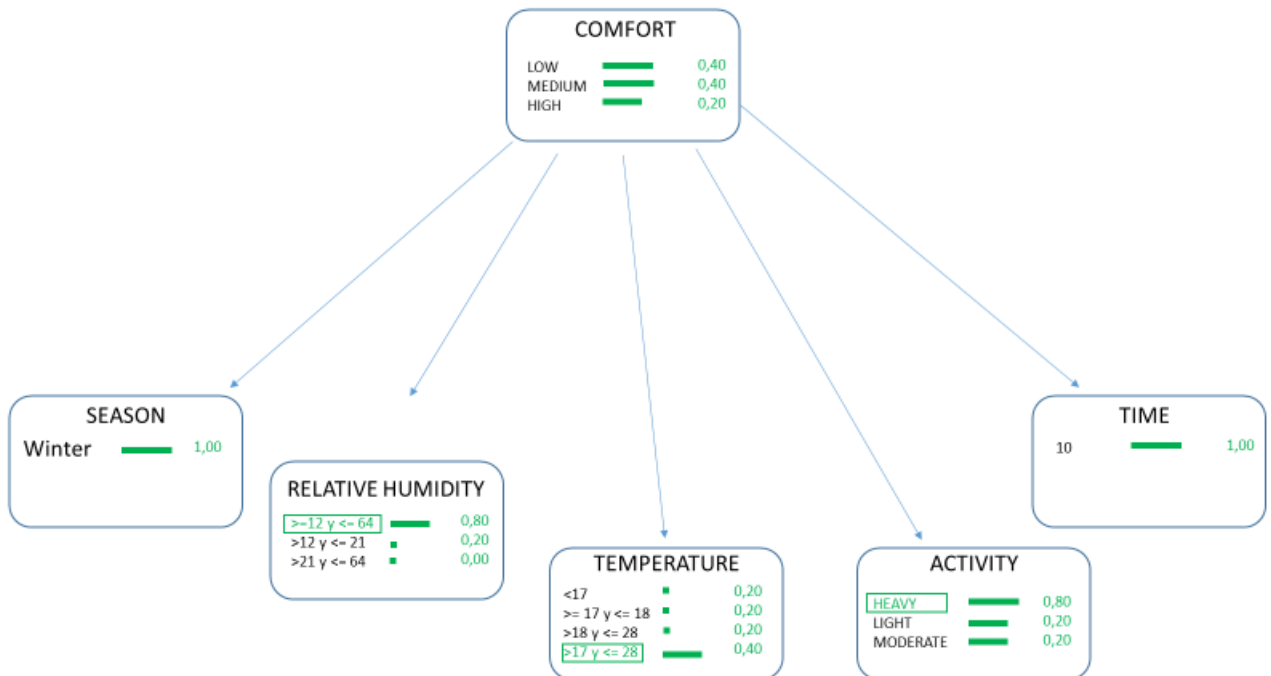 COMFORT
LOW 0,40
MEDIUM 0,40
HIGH 0,20
SEASON
Winter 1,00
RELATIVE HUMIDITY
>=12 y <= 64 0,80
>12 y <= 21 0,20
>21 y <= 64 0,00
TEMPERATURE
<17 0,20
>= 17 y <= 18 0,20
>18 y <= 28 0,20
>17 y <= 28 0,40
ACTIVITY
HEAVY 0,80
LIGHT 0,20
MODERATE 0,20
TIME
10 1,00